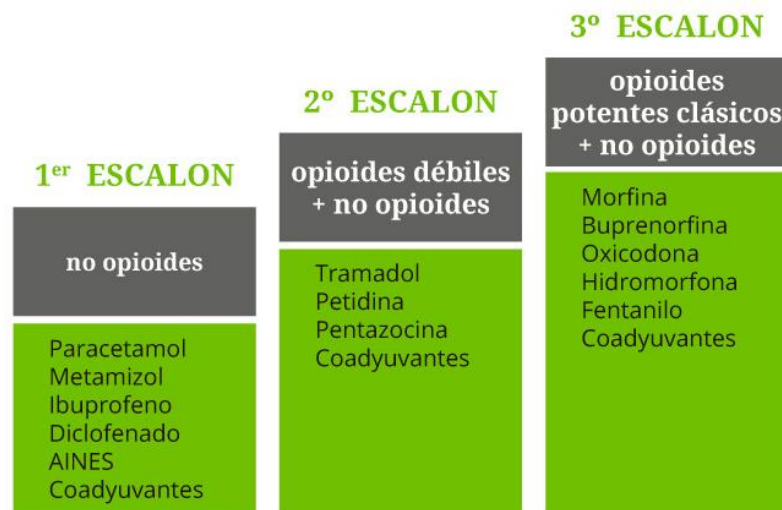 1er ESCALON
no opioides
Paracetamol
Metamizol
Ibuprofeno
Diclofenado
AINES
Coadyuvantes
2º ESCALON
opioides débiles
+ no opioides
Tramadol
Petidina
Pentazocina
Coadyuvantes
3º ESCALON
opioides
potentes clásicos
+ no opioides
Morfina
Buprenorfina
Oxicodona
Hidromorfona
Fentanilo
Coadyuvantes